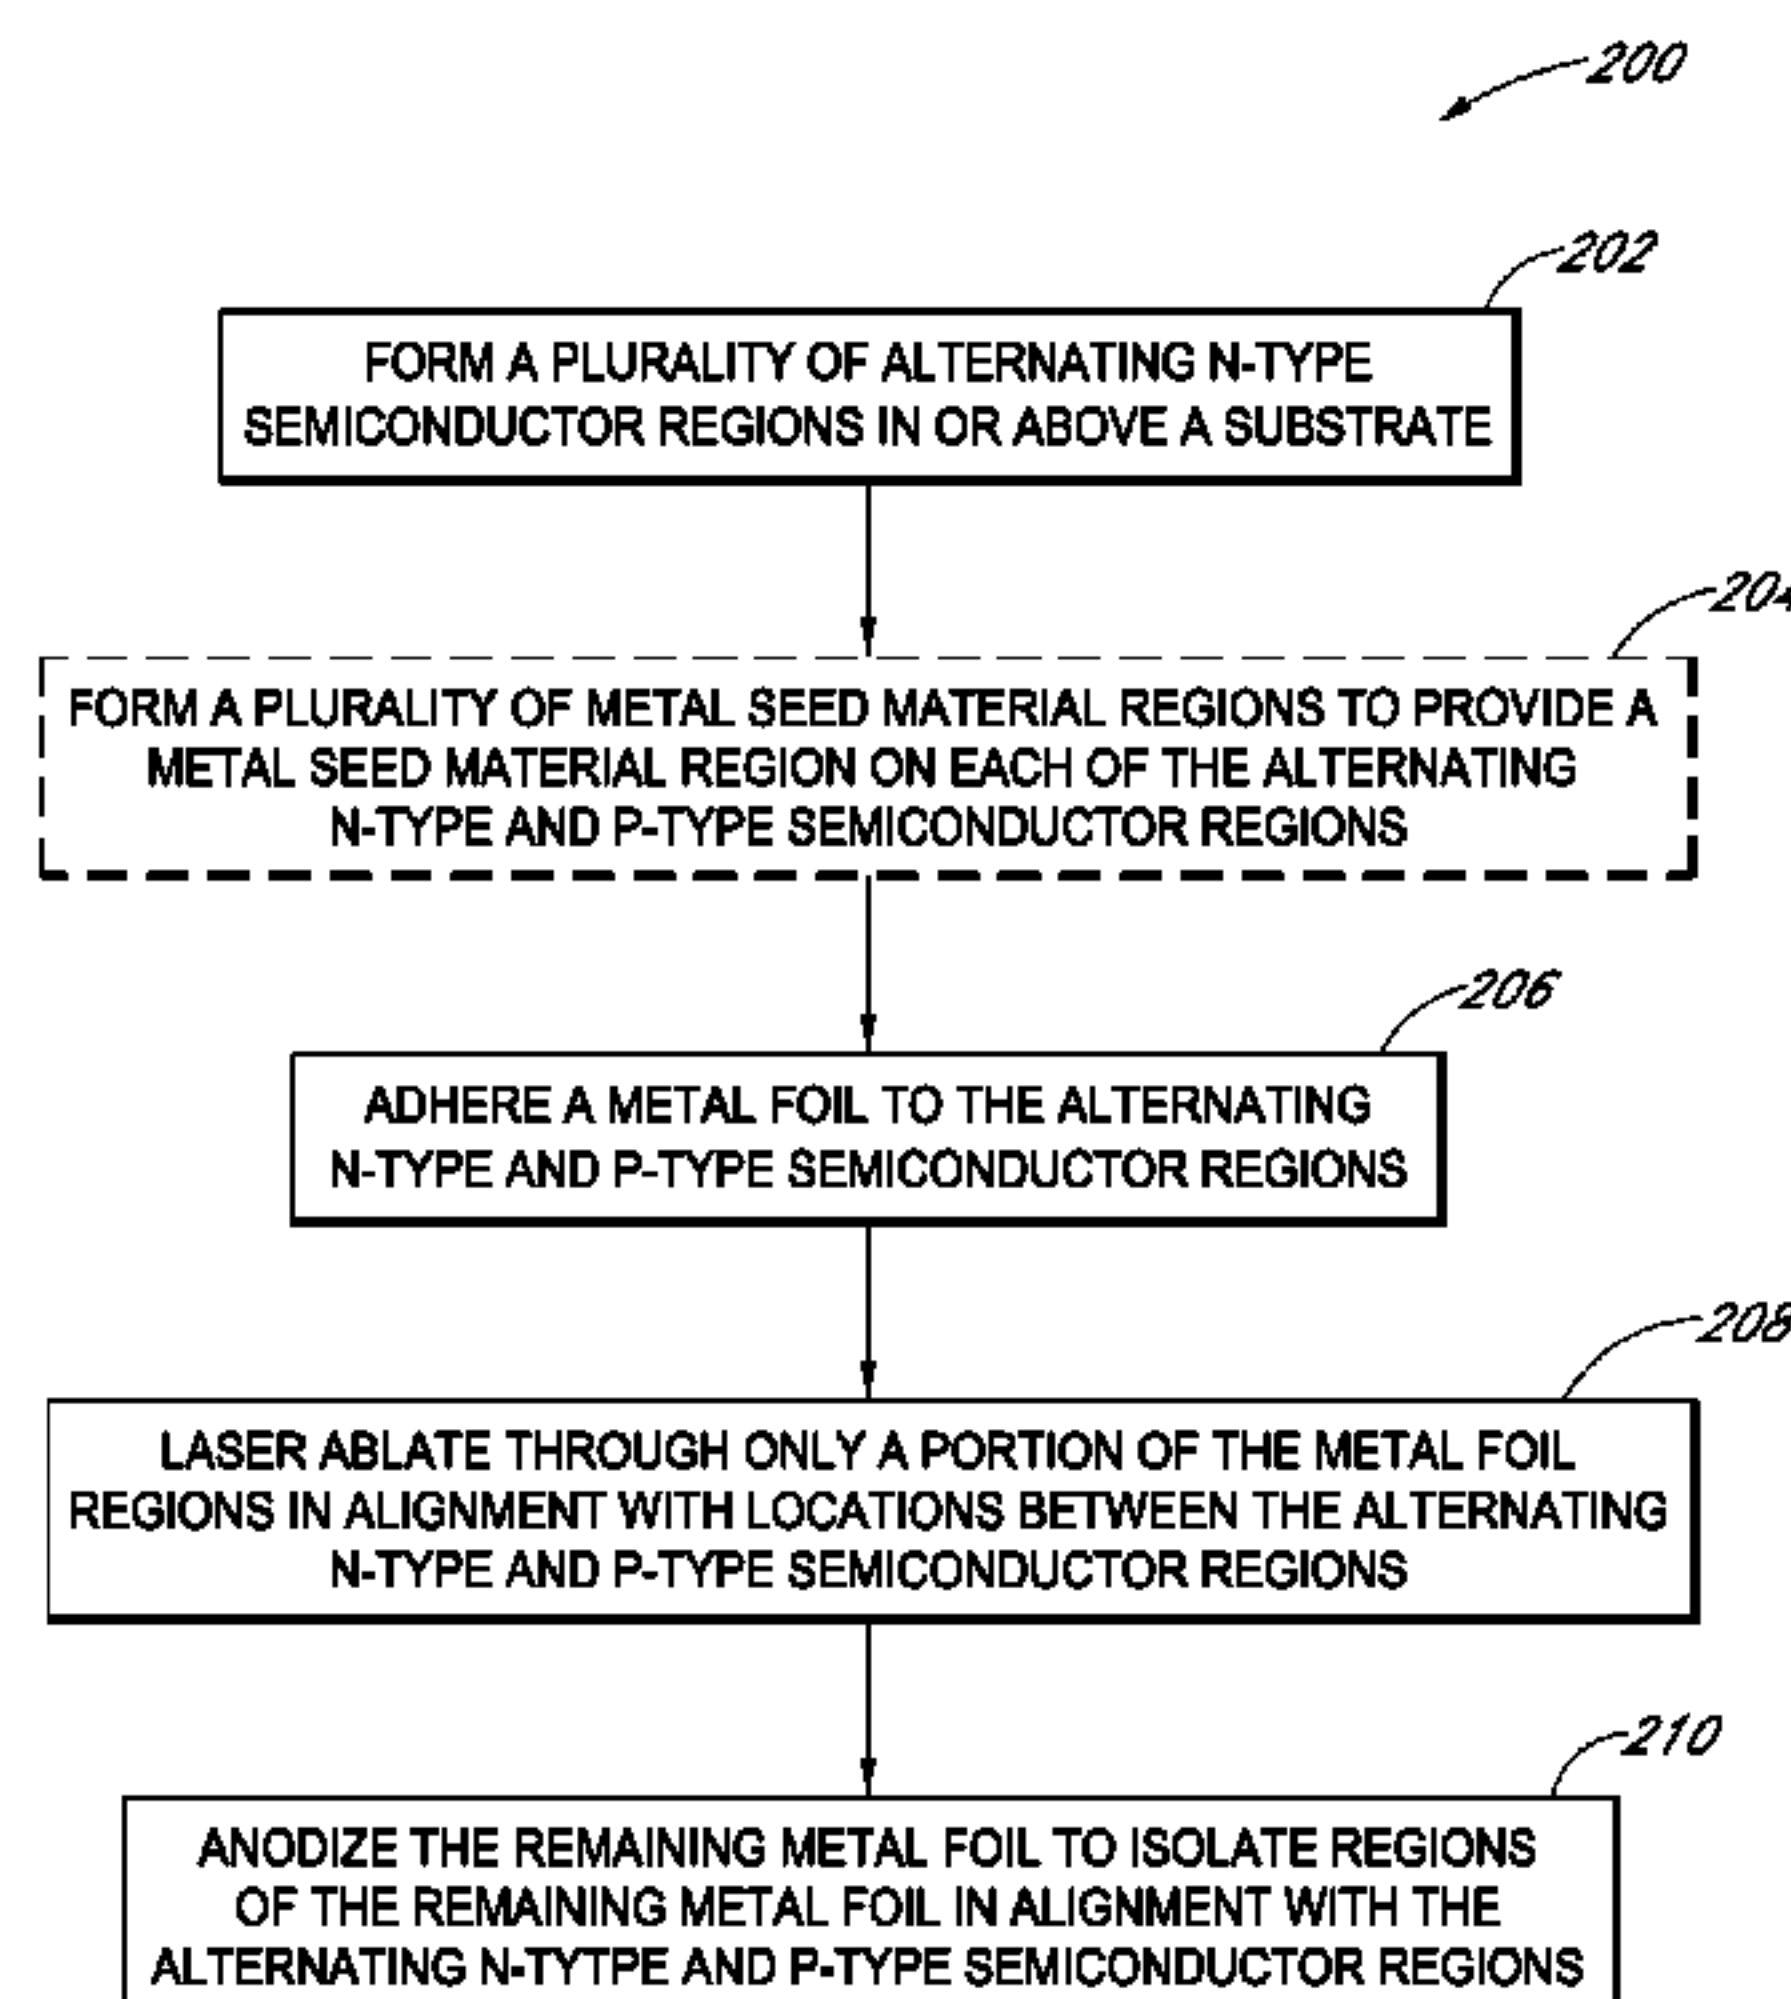 200
202
FORM A PLURALITY OF ALTERNATING N-TYPE
SEMICONDUCTOR REGIONS IN OR ABOVE A SUBSTRATE
204
FORM A PLURALITY OF METAL SEED MATERIAL REGIONS TO PROVIDE A
METAL SEED MATERIAL REGION ON EACH OF THE ALTERNATING
N-TYPE AND P-TYPE SEMICONDUCTOR REGIONS
206
ADHERE A METAL FOIL TO THE ALTERNATING
N-TYPE AND P-TYPE SEMICONDUCTOR REGIONS
208
LASER ABLATE THROUGH ONLY A PORTION OF THE METAL FOIL
REGIONS IN ALIGNMENT WITH LOCATIONS BETWEEN THE ALTERNATING
N-TYPE AND P-TYPE SEMICONDUCTOR REGIONS
210
ANODIZE THE REMAINING METAL FOIL TO ISOLATE REGIONS
OF THE REMAINING METAL FOIL IN ALIGNMENT WITH THE
ALTERNATING N-TYTPE AND P-TYPE SEMICONDUCTOR REGIONS